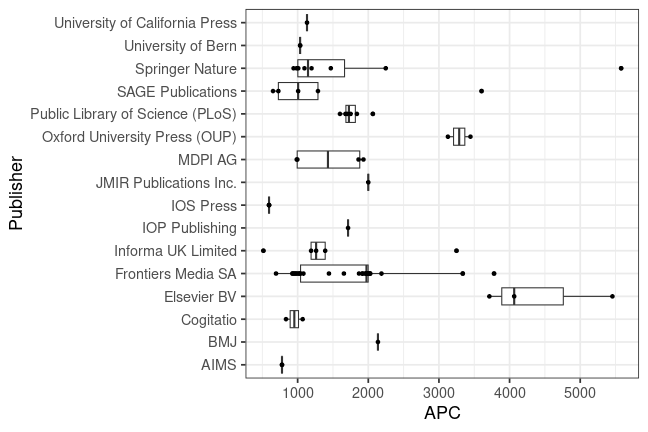 University of California Press
University of Bern
Springer Nature
SAGE Publications
Public Library of Science (PLoS)
Oxford University Press (OUP)
MDPI AG
JMIR Publications Inc.
IOS Press
IOP Publishing
Informa UK Limited
Frontiers Media SA
Elsevier BV
Cogitatio
BMJ
AIMS
Publisher
1000 2000 3000 4000 5000
APC